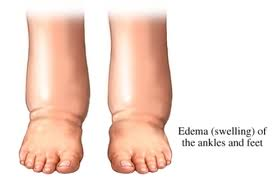 Edema (swelling) of
the ankles and feet